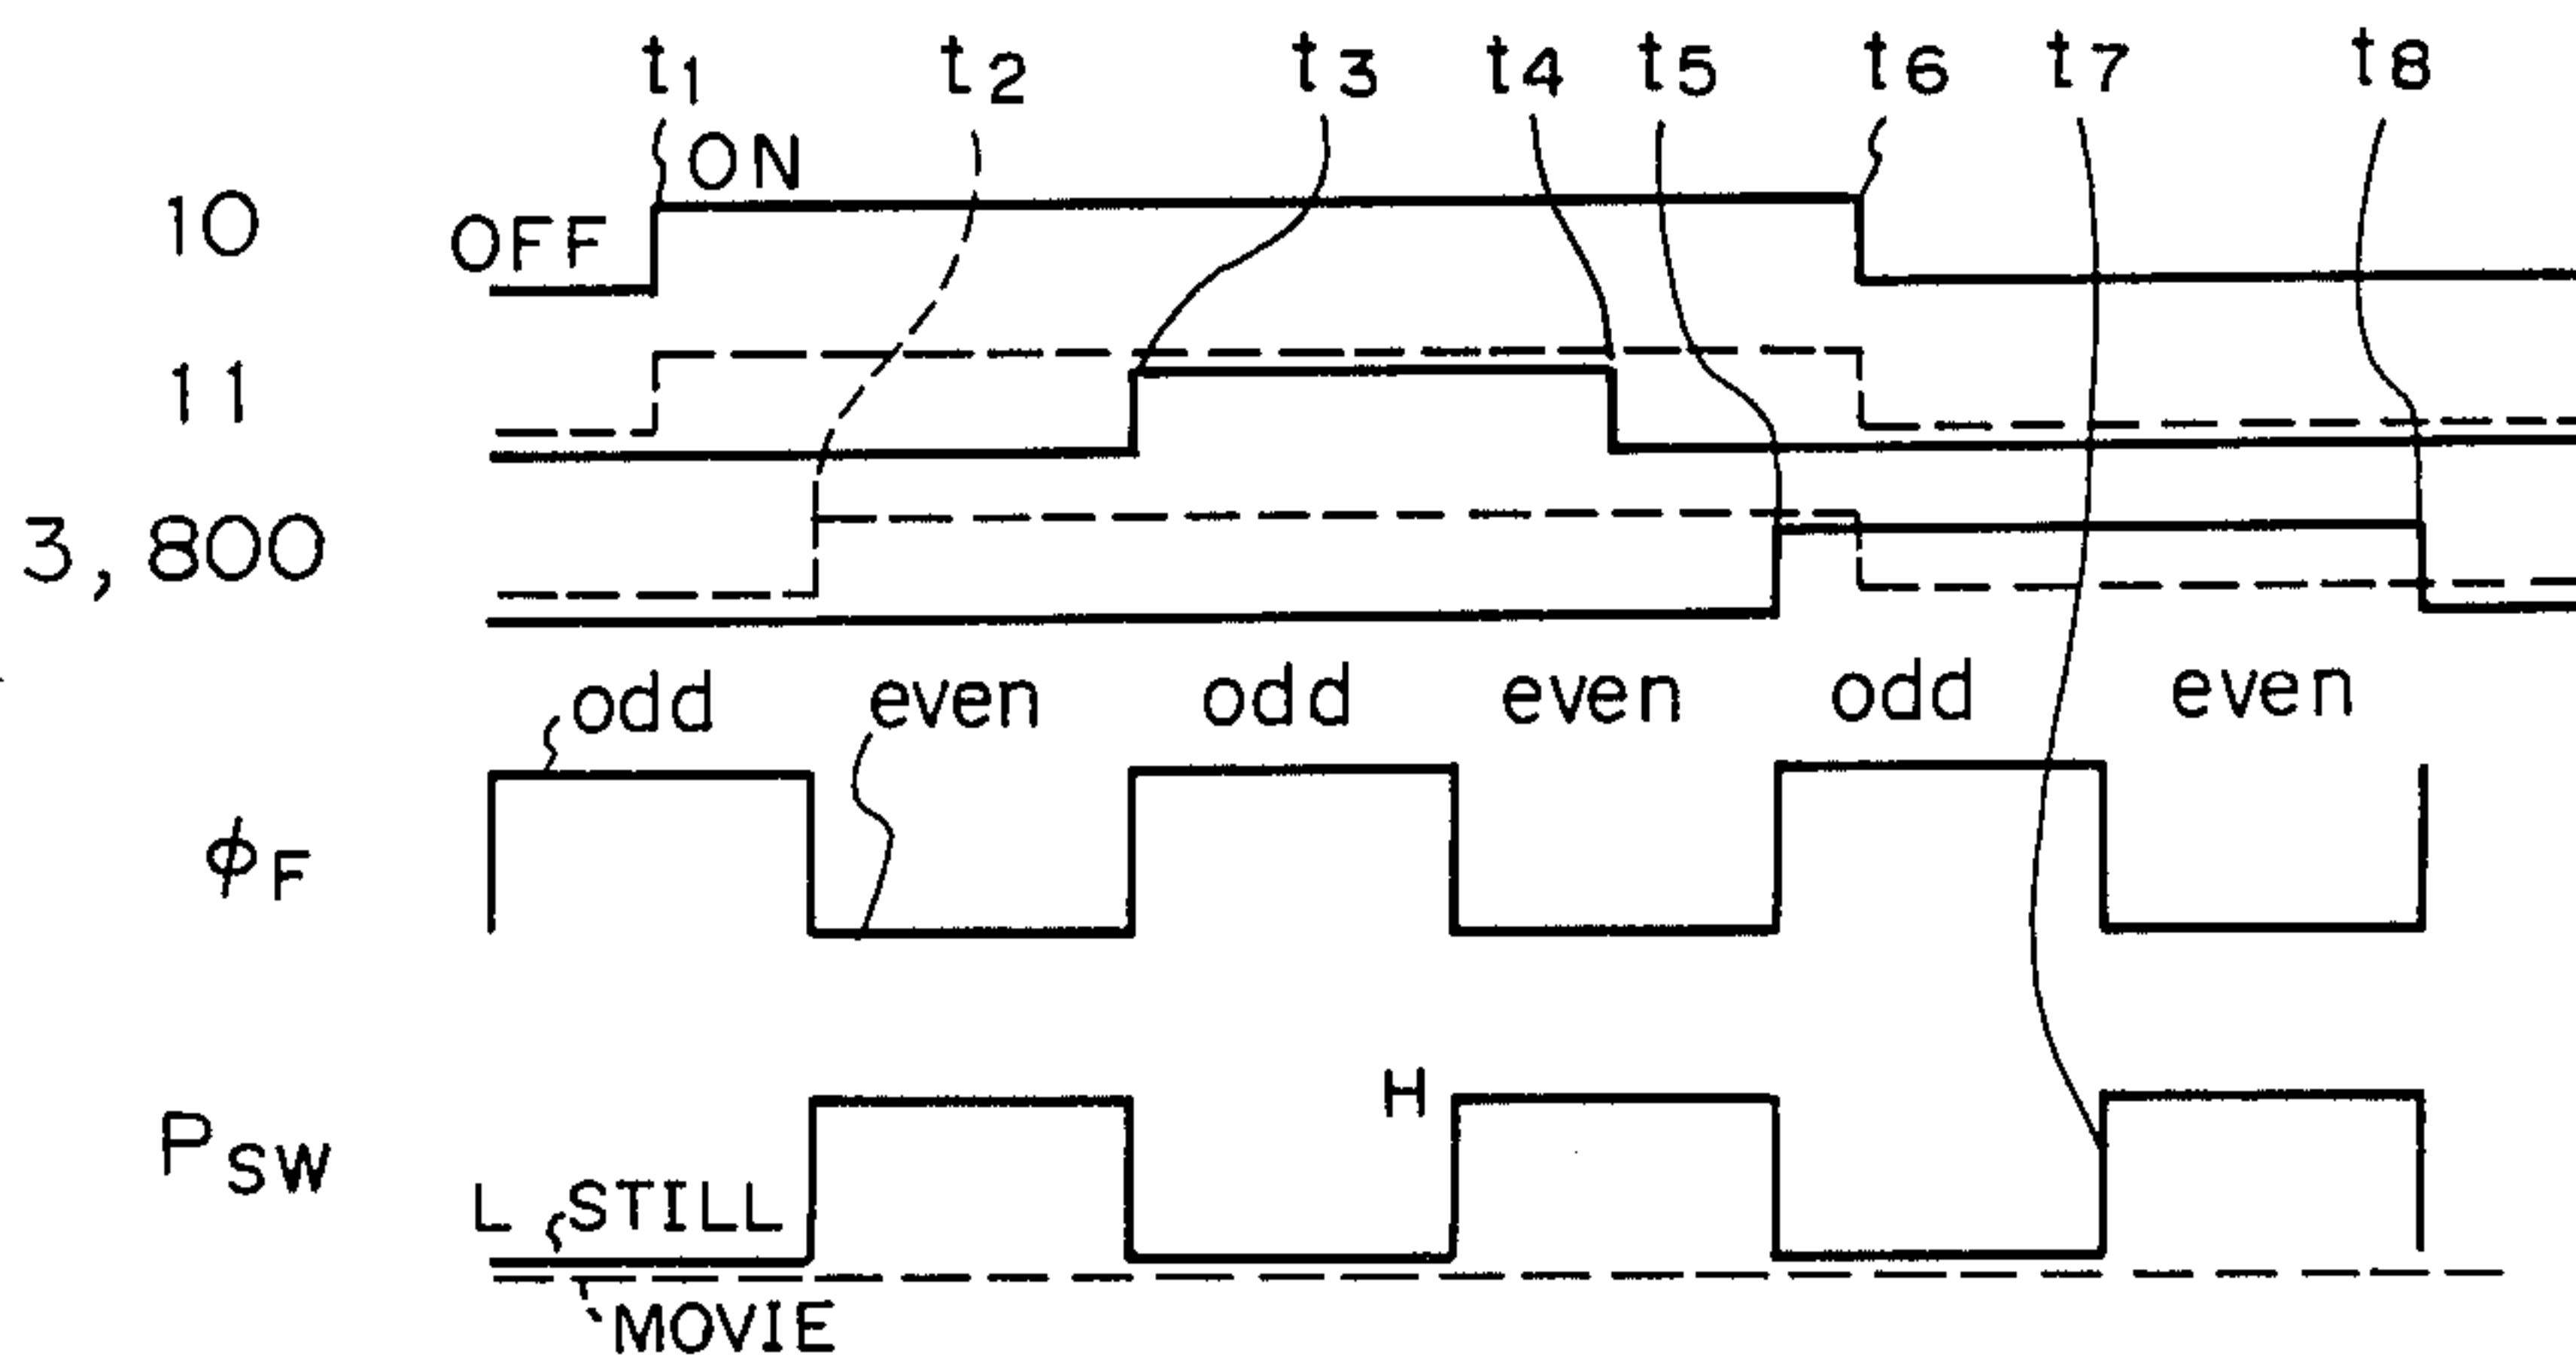 t1 t2 t3 t4 t5 t6 t7 t8
ON
10 OFF
11
3,800
odd even odd even odd even
φF
H
PSW
L STILL
MOVIE